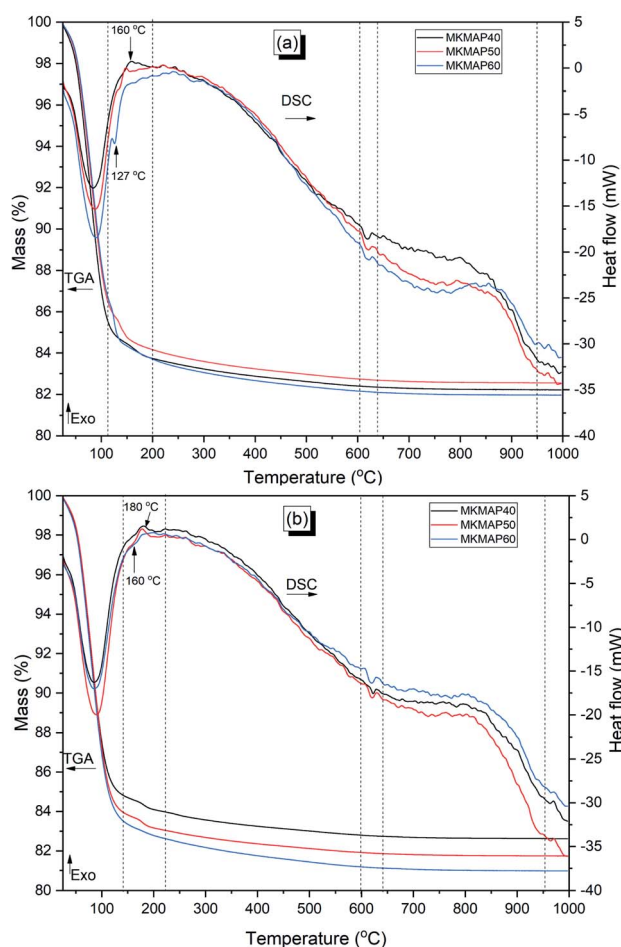 (a)
160 °C
MKMAP40
MKMAP50
MKMAP60
DSC
127 °C
TGA
Exo
Mass (%)
100
98
96
94
92
90
88
86
84
82
80
Heat flow (mW)
5
0
-5
-10
-15
-20
-25
-30
-35
-40
100 200 300 400 500 600 700 800 900 1000
Temperature (°C)
(b)
180 °C
160 °C
MKMAP40
MKMAP50
MKMAP60
DSC
TGA
Exo
Mass (%)
100
98
96
94
92
90
88
86
84
82
80
Heat flow (mW)
5
0
-5
-10
-15
-20
-25
-30
-35
-40
100 200 300 400 500 600 700 800 900 1000
Temperature (°C)